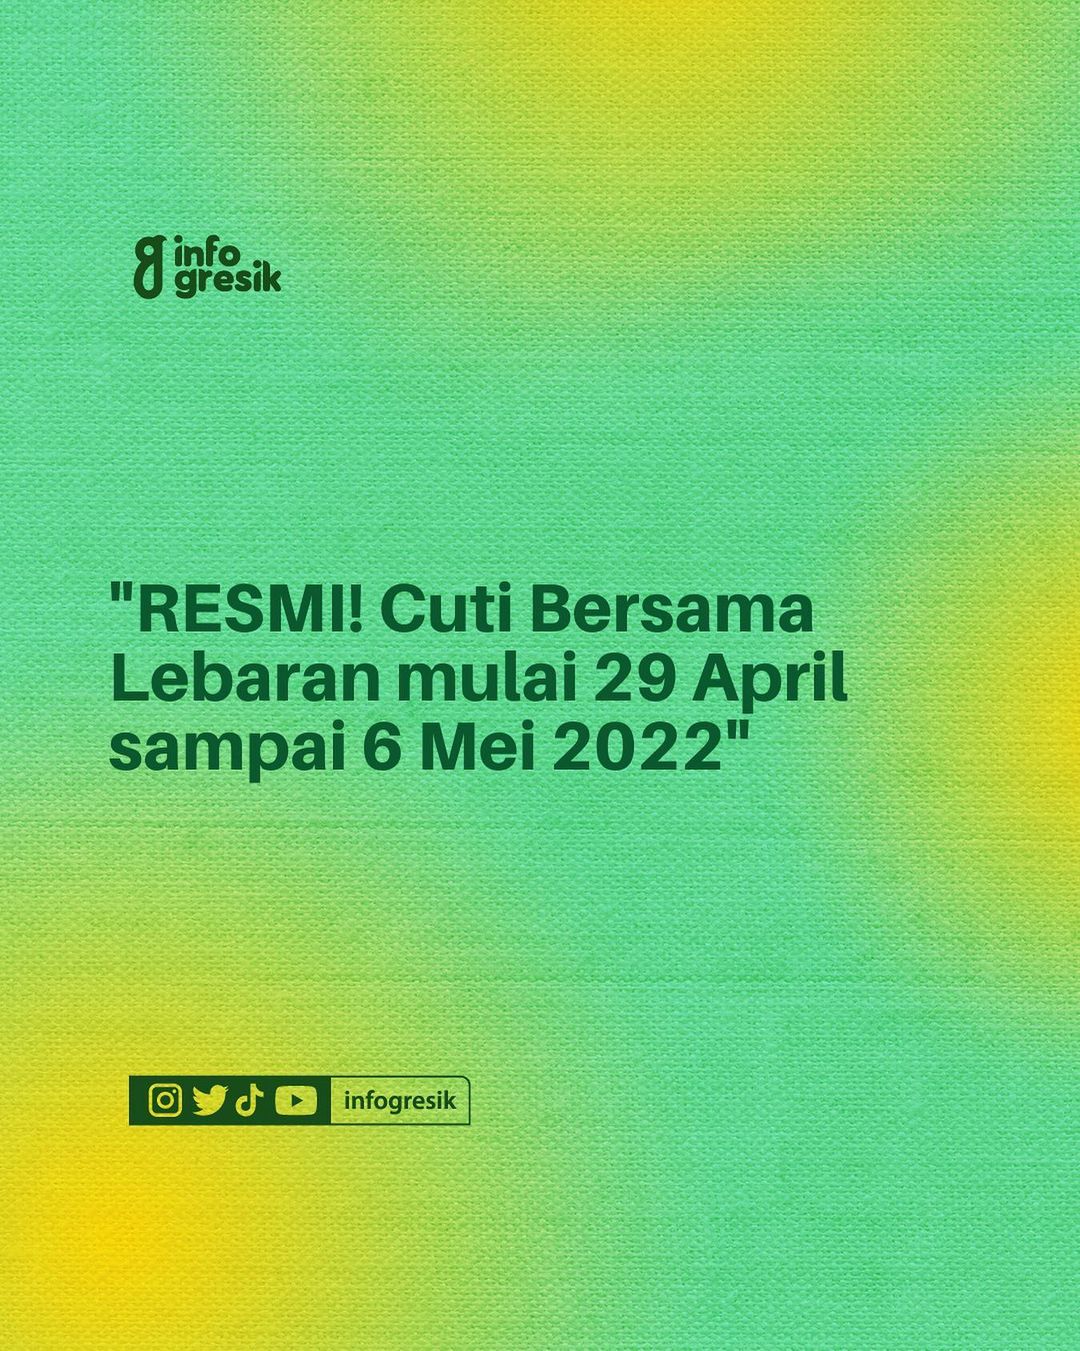 info
gresik
"RESMI! Cuti Bersama
Lebaran mulai 29 April
sampai 6 Mei 2022"
infogresik